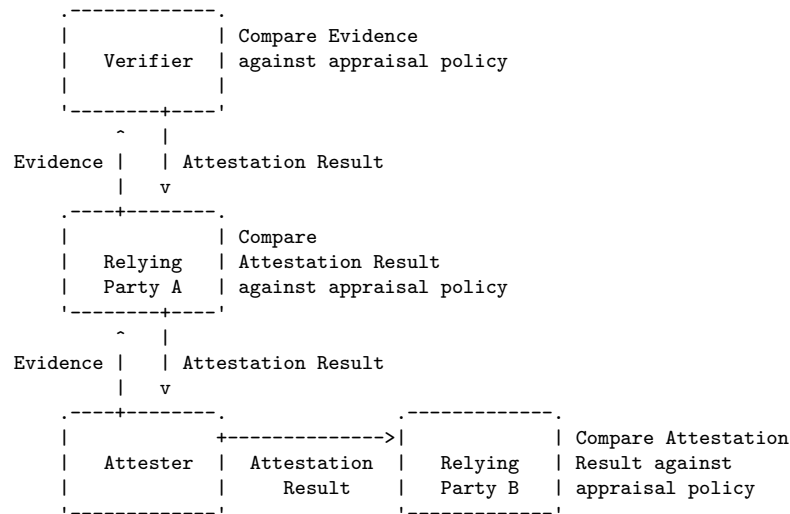 Compare Evidence
Verifier against appraisal policy
Evidence Attestation Result
Compare
Relying Attestation Result
Party A against appraisal policy
Evidence Attestation Result
Compare Attestation
Attester Attestation Relying Result against
Result Party B appraisal policy